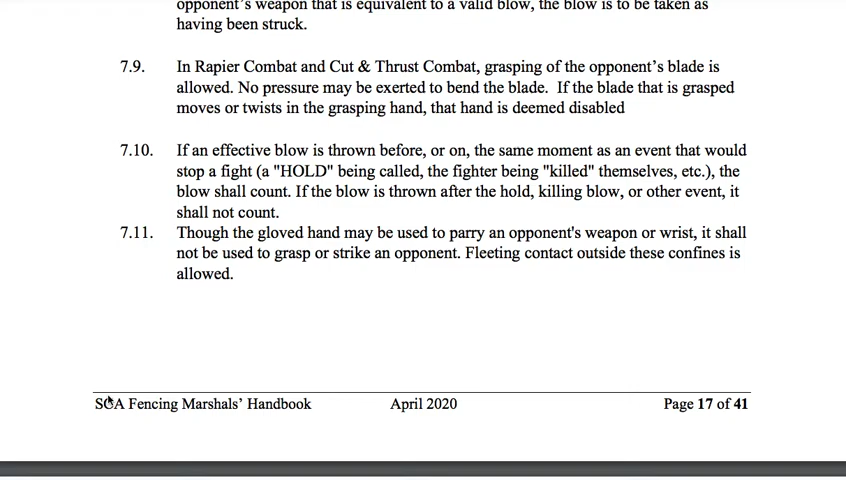 opponent's weapon that is equivalent to a valid blow, the blow is to be taken as
having been struck.
7.9. In Rapier Combat and Cut & Thrust Combat, grasping of the opponent's blade is
allowed. No pressure may be exerted to bend the blade.  If the blade that is grasped
moves or twists in the grasping hand, that hand is deemed disabled
7.10. If an effective blow is thrown before, or on, the same moment as an event that would
stop a fight (a "HOLD" being called, the fighter being "killed" themselves, etc.), the
blow shall count. If the blow is thrown after the hold, killing blow, or other event, it
shall not count.
7.11. Though the gloved hand may be used to parry an opponent's weapon or wrist, it shall
not be used to grasp or strike an opponent. Fleeting contact outside these confines is
allowed.
SCA Fencing Marshals' Handbook April 2020 Page 17 of 41